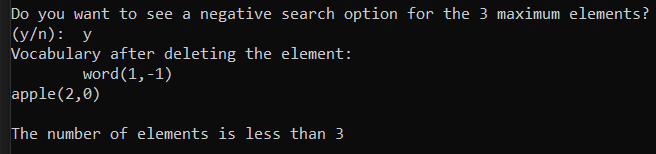 Do you want to see a negative search option for the 3 maximum elements?
(y/n):  y
Vocabulary after deleting the element:
        word(1,-1)
apple(2,0)

The number of elements is less than 3